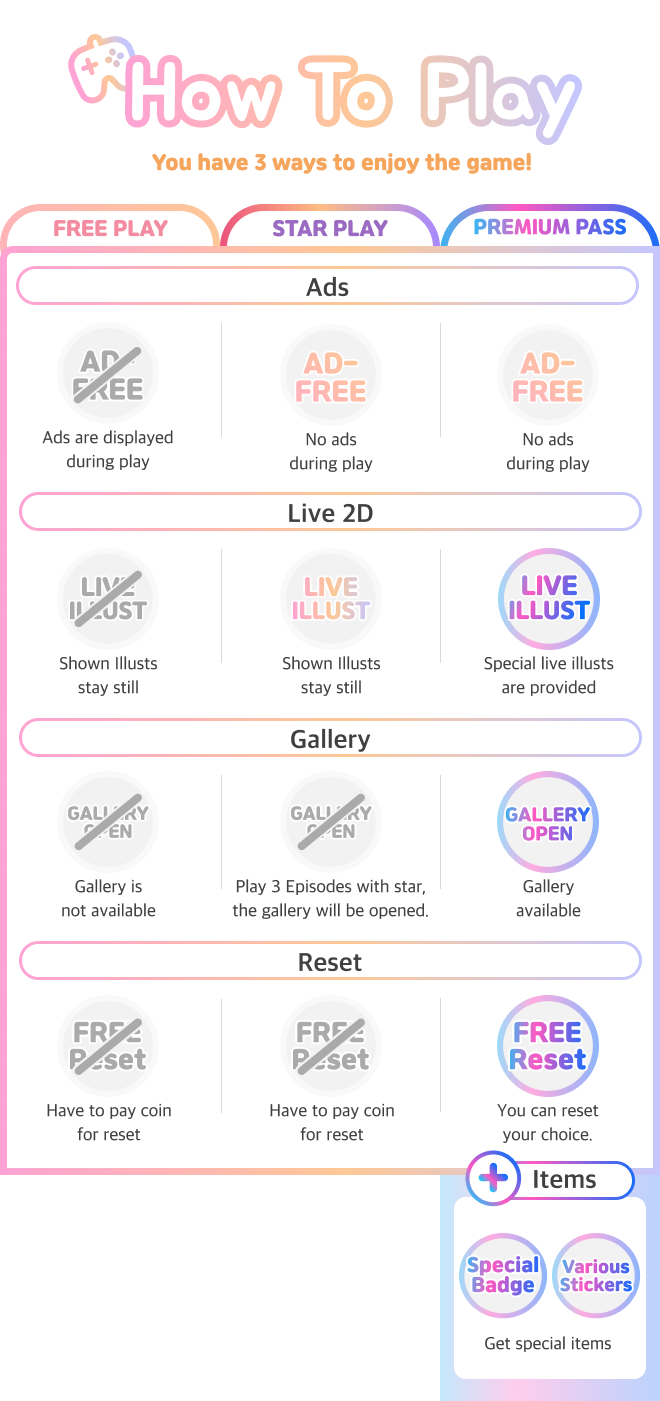 How To Play
You have 3 ways to enjoy the game!
FREE PLAY
STAR PLAY
PREMIUM PASS
Ads
AD-
FREE
Ads are displayed
during play
AD-
FREE
No ads
during play
AD-
FREE
No ads
during play
Live 2D
LIVE
ILLUST
Shown Illusts
stay still
LIVE
ILLUST
Shown Illusts
stay still
LIVE
ILLUST
Special live illusts
are provided
Gallery
GALLERY
OPEN
Gallery is
not available
GALLERY
OPEN
Play 3 Episodes with star,
the gallery will be opened.
GALLERY
OPEN
Gallery
available
Reset
FREE
Reset
Have to pay coin
for reset
FREE
Reset
Have to pay coin
for reset
FREE
Reset
You can reset
your choice.
+ Items
Special
Badge
Various
Stickers
Get special items